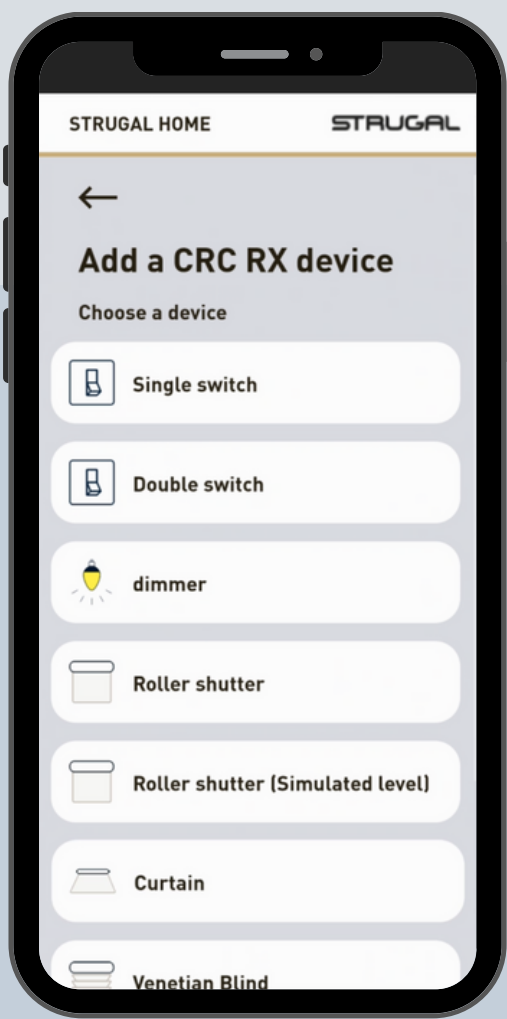 STRUGAL HOME
STRUGAL
Add a CRC RX device
Choose a device
Single switch
Double switch
dimmer
Roller shutter
Roller shutter (Simulated level)
Curtain
Venetian Blind